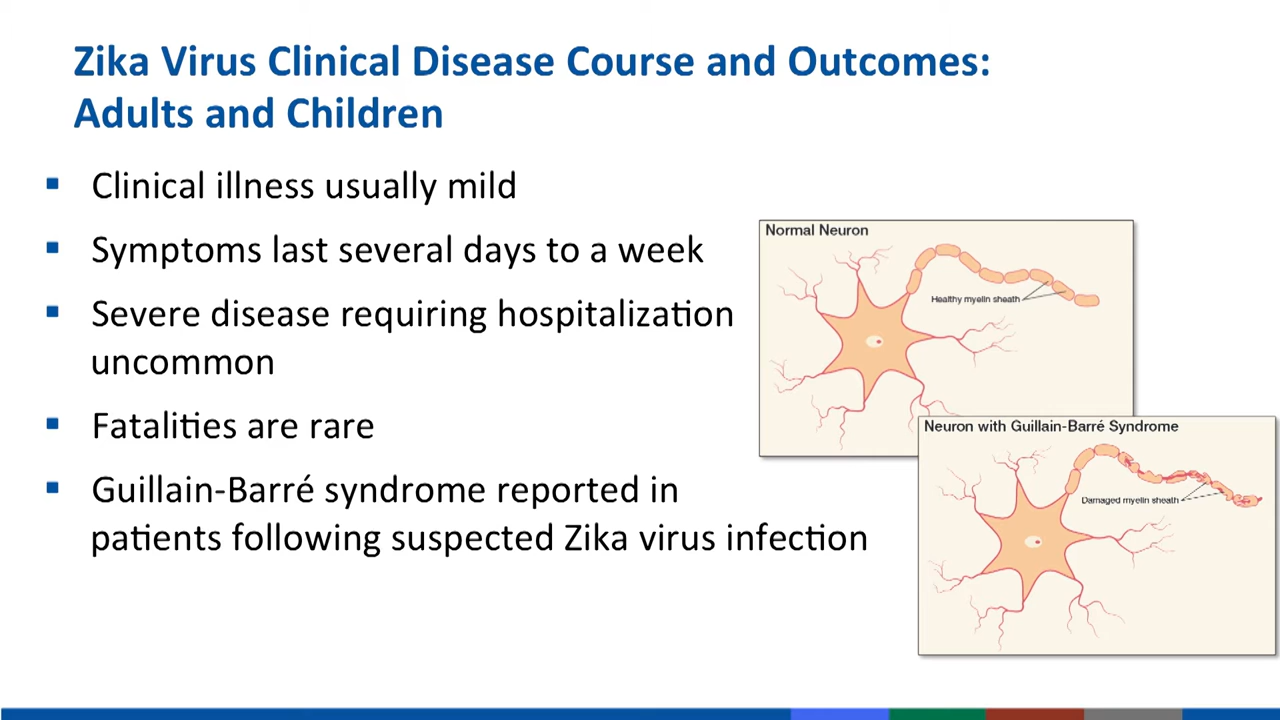 Zika Virus Clinical Disease Course and Outcomes:
Adults and Children
▪ Clinical illness usually mild
▪ Symptoms last several days to a week
▪ Severe disease requiring hospitalization
uncommon
▪ Fatalities are rare
▪ Guillain-Barré syndrome reported in
patients following suspected Zika virus infection
Normal Neuron
Healthy myelin sheath
Neuron with Guillain-Barré Syndrome
Damaged myelin sheath